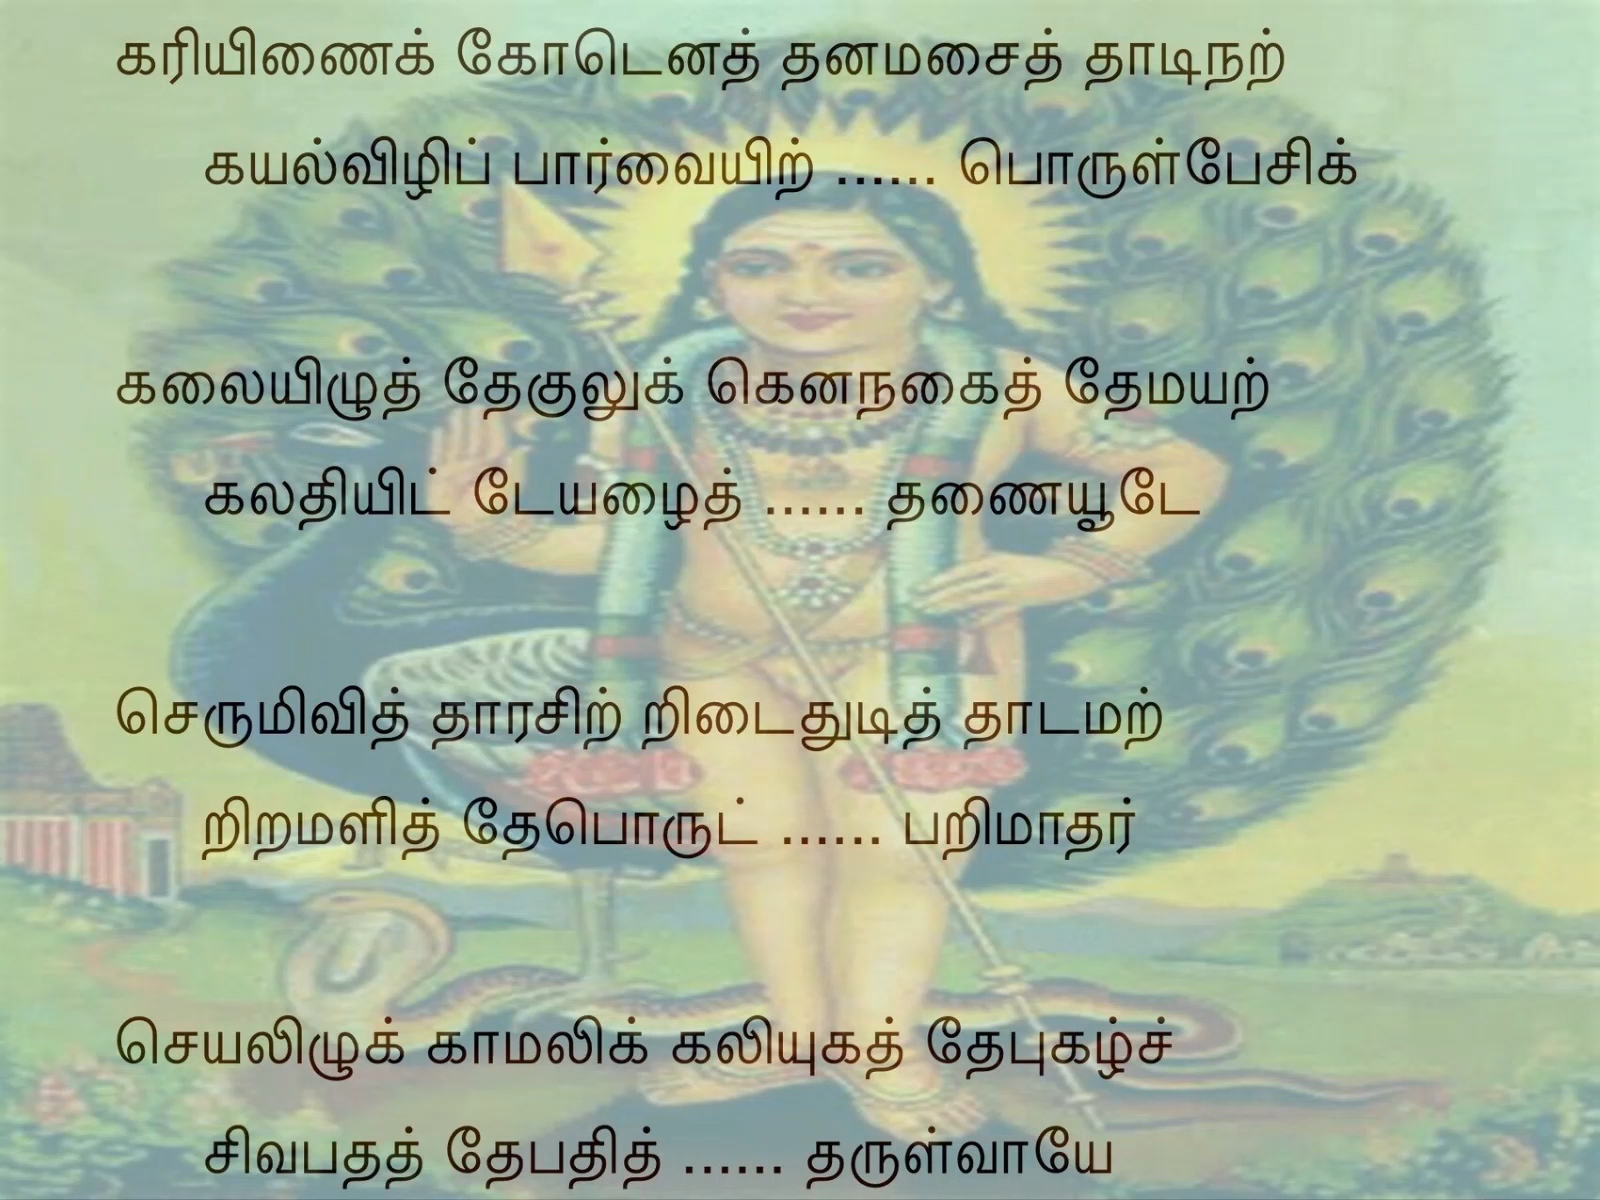 கரியிணைக் கோடெனத் தனமசைத் தாடிநற்
கயல்விழிப் பார்வையிற் ...... பொருள்பேசிக்
கலையிழுத் தேகுலுக் கெனநகைத் தேமயற்
கலதியிட் டேயழைத் ...... தணையூடே
செருமிவித் தாரசிற் றிடைதுடித் தாடமற்
றிறமளித் தேபொருட் ...... பறிமாதர்
செயலிழுக் காமலிக் கலியுகத் தேபுகழ்ச்
சிவபதத் தேபதித் ...... தருள்வாயே